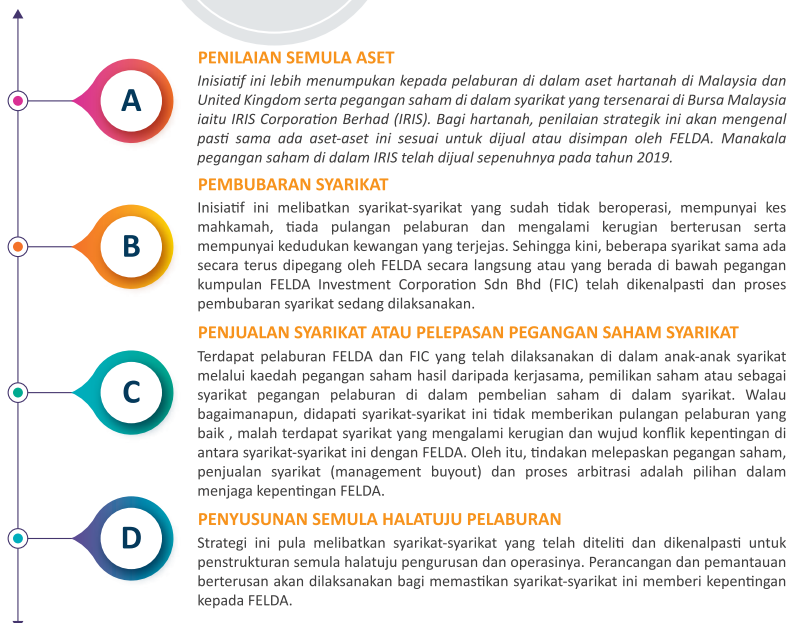 A
PENILAIAN SEMULA ASET
Inisiatif ini lebih menumpukan kepada pelaburan di dalam aset hartanah di Malaysia dan
United Kingdom serta pegangan saham di dalam syarikat yang tersenarai di Bursa Malaysia
iaitu IRIS Corporation Berhad (IRIS). Bagi hartanah, penilaian strategik ini akan mengenal
pasti sama ada aset-aset ini sesuai untuk dijual atau disimpan oleh FELDA. Manakala
pegangan saham di dalam IRIS telah dijual sepenuhnya pada tahun 2019.
B
PEMBUBARAN SYARIKAT
Inisiatif ini melibatkan syarikat-syarikat yang sudah tidak beroperasi, mempunyai kes
mahkamah, tiada pulangan pelaburan dan mengalami kerugian berterusan serta
mempunyai kedudukan kewangan yang terjejas. Sehingga kini, beberapa syarikat sama ada
secara terus dipegang oleh FELDA secara langsung atau yang berada di bawah pegangan
kumpulan FELDA Investment Corporation Sdn Bhd (FIC) telah dikenalpasti dan proses
pembubaran syarikat sedang dilaksanakan.
C
PENJUALAN SYARIKAT ATAU PELEPASAN PEGANGAN SAHAM SYARIKAT
Terdapat pelaburan FELDA dan FIC yang telah dilaksanakan di dalam anak-anak syarikat
melalui kaedah pegangan saham hasil daripada kerjasama, pemilikan saham atau sebagai
syarikat pegangan pelaburan di dalam pembelian saham di dalam syarikat. Walau
bagaimanapun, didapati syarikat-syarikat ini tidak memberikan pulangan pelaburan yang
baik , malah terdapat syarikat yang mengalami kerugian dan wujud konflik kepentingan di
antara syarikat-syarikat ini dengan FELDA. Oleh itu, tindakan melepaskan pegangan saham,
penjualan syarikat (management buyout) dan proses arbitrasi adalah pilihan dalam
menjaga kepentingan FELDA.
D
PENYUSUNAN SEMULA HALATUJU PELABURAN
Strategi ini pula melibatkan syarikat-syarikat yang telah diteliti dan dikenalpasti untuk
penstrukturan semula halatuju pengurusan dan operasinya. Perancangan dan pemantauan
berterusan akan dilaksanakan bagi memastikan syarikat-syarikat ini memberi kepentingan
kepada FELDA.